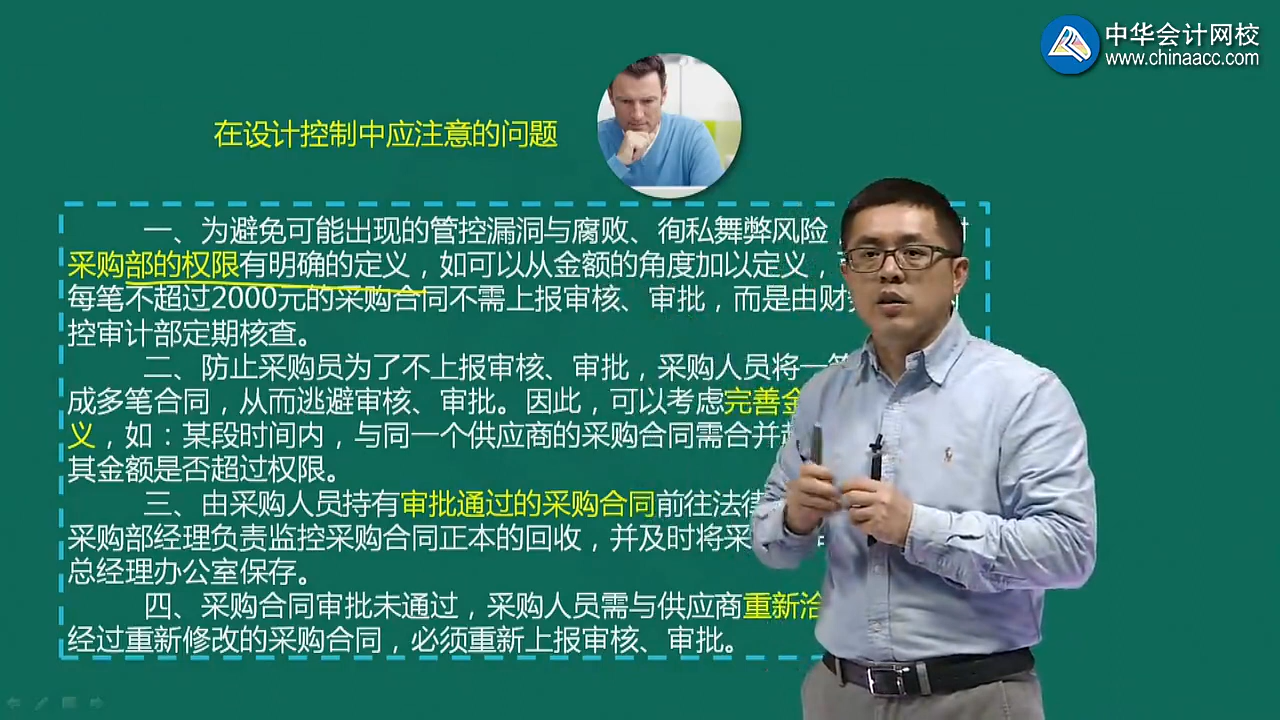 中华会计网校
www.chinaacc.com
在设计控制中应注意的问题
一、为避免可能出现的管控漏洞与腐败、徇私舞弊风险，
采购部的权限有明确的定义，如可以从金额的角度加以定义，
每笔不超过2000元的采购合同不需上报审核、审批，而是由财
控审计部定期核查。
二、防止采购员为了不上报审核、审批，采购人员将一
成多笔合同，从而逃避审核、审批。因此，可以考虑完善金
义，如：某段时间内，与同一个供应商的采购合同需合并
其金额是否超过权限。
三、由采购人员持有审批通过的采购合同前往法律
采购部经理负责监控采购合同正本的回收，并及时将采
总经理办公室保存。
四、采购合同审批未通过，采购人员需与供应商重新洽
经过重新修改的采购合同，必须重新上报审核、审批。